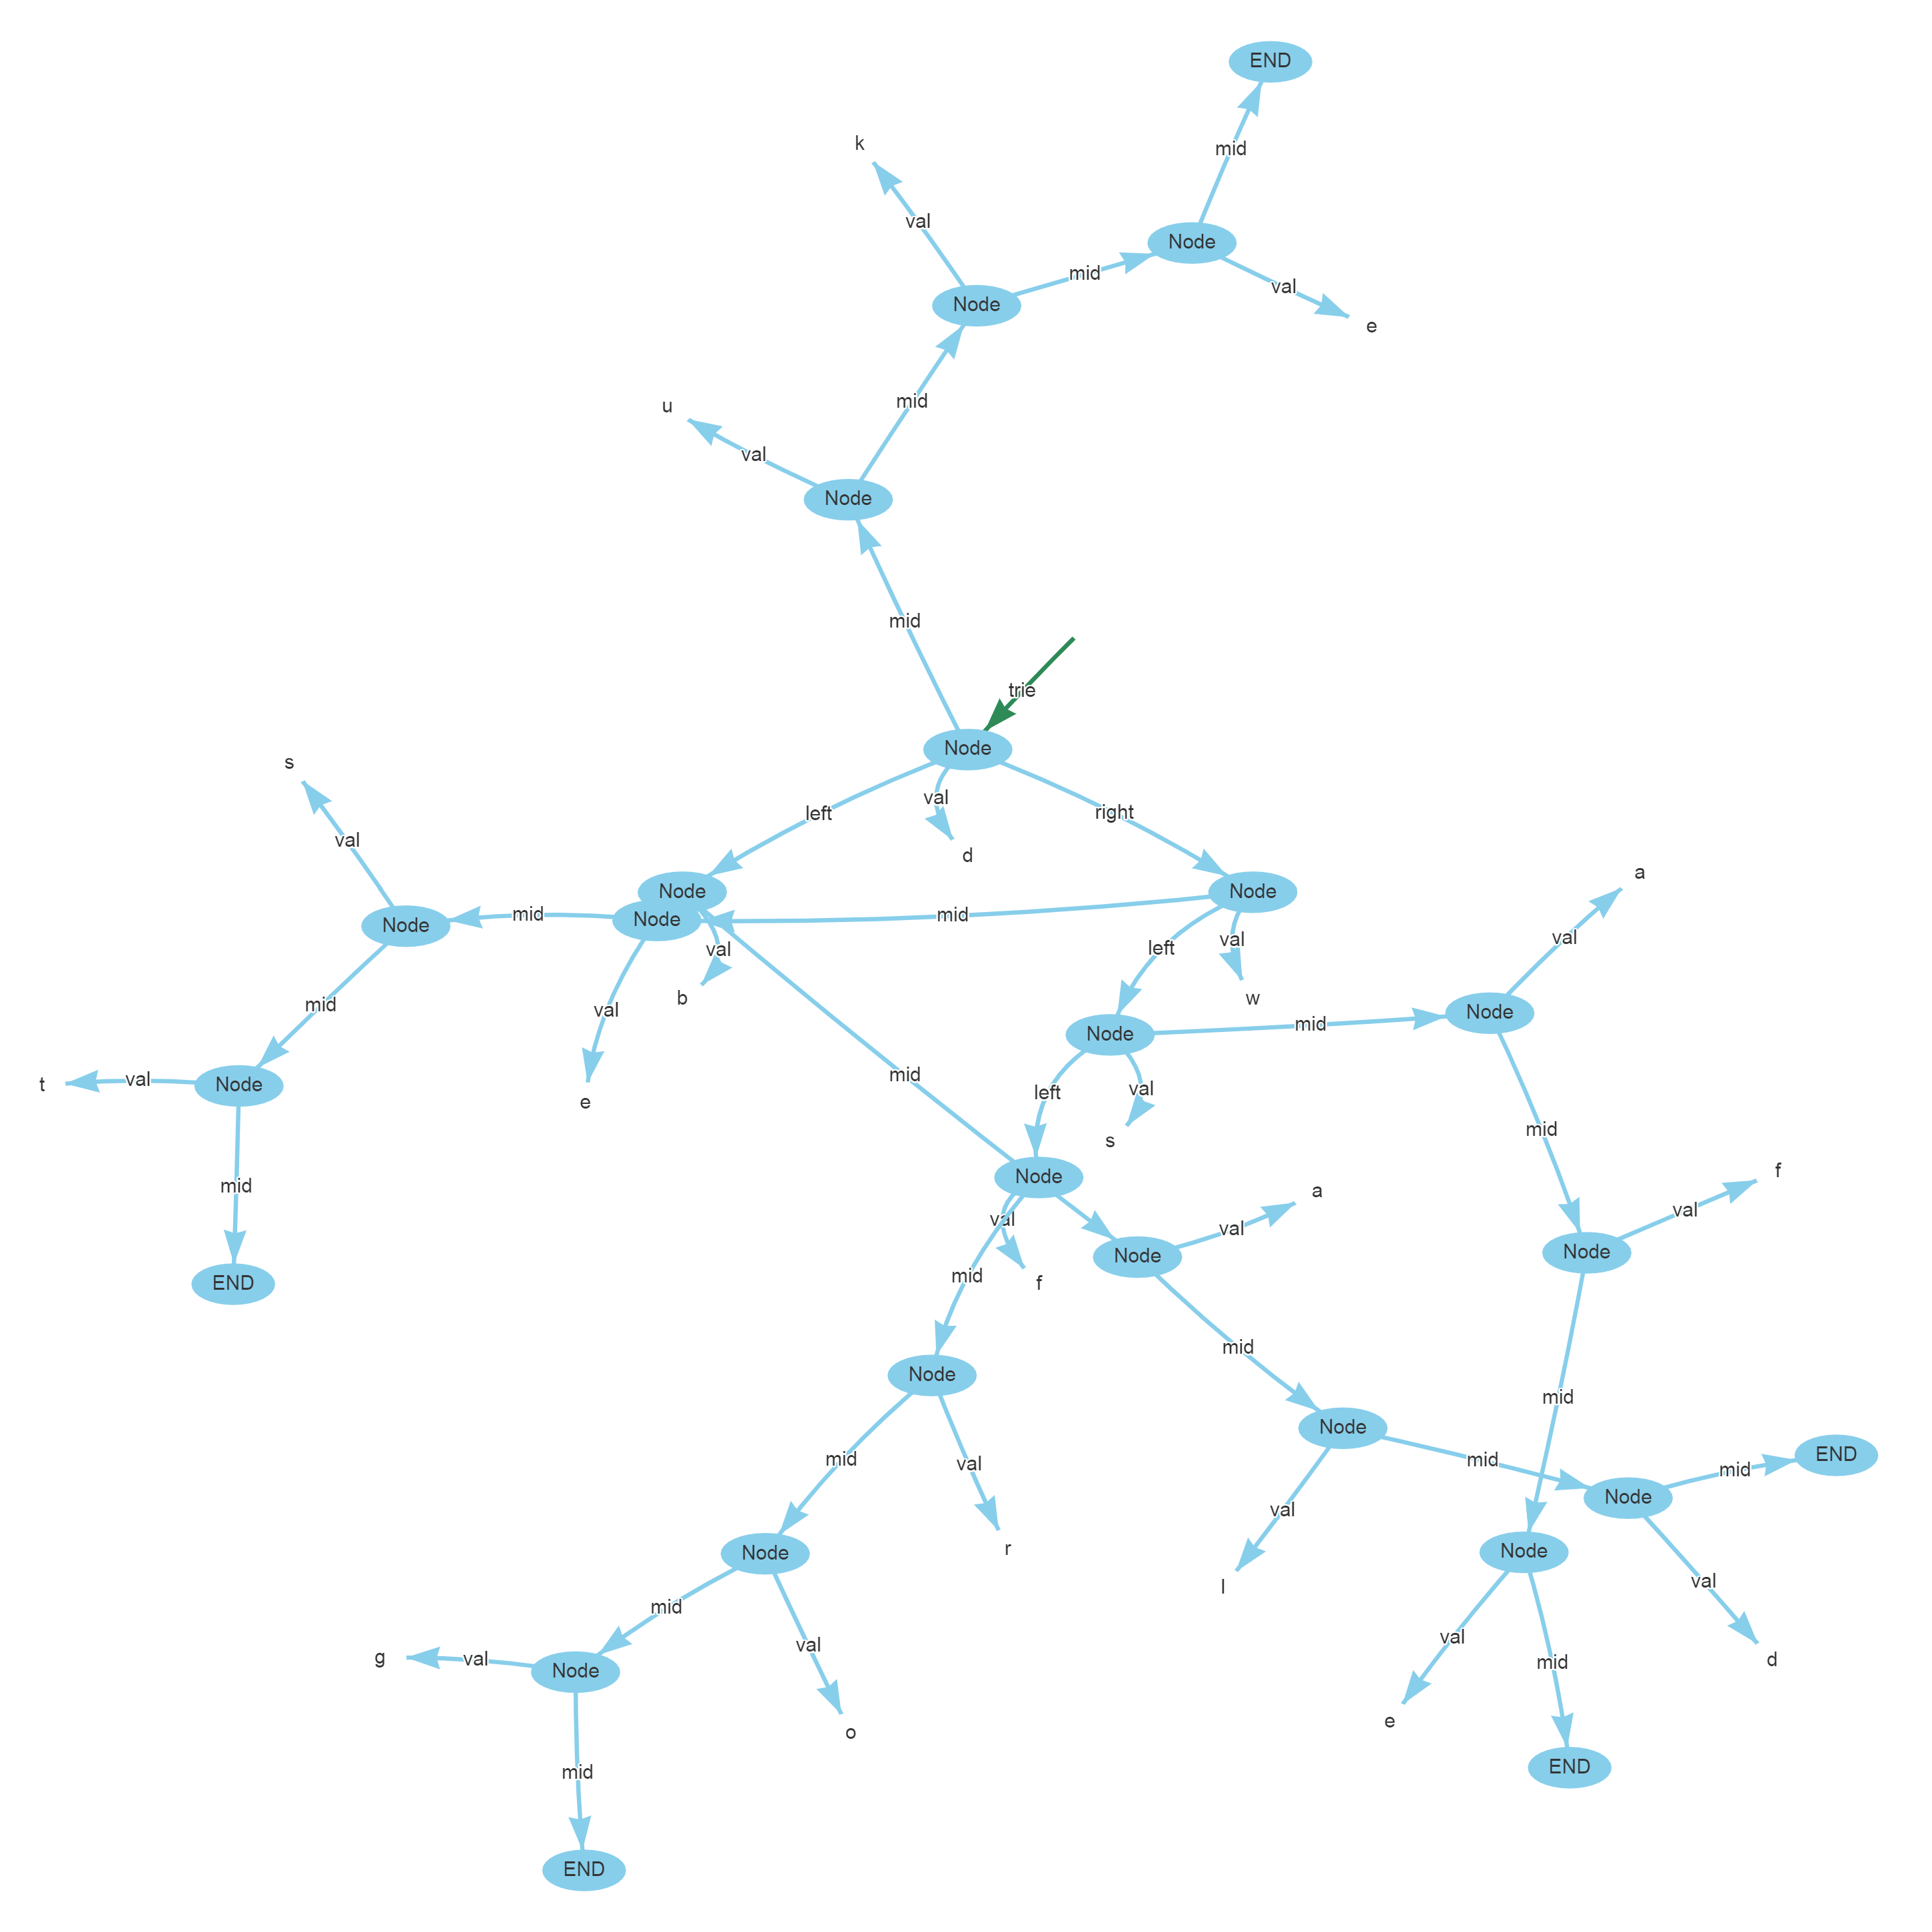 END
mid
k
val
Node
mid
val
Node
e
mid
u
val
Node
mid
trie
Node
s
val
d
left
right
val
a
Node
Node
mid
Node
Node
mid
val
left
val
val
b
w
mid
val
e
Node
mid
Node
val
t
val
Node
mid
left
val
s
mid
f
val
mid
END
Node
a
val
val
f
Node
Node
mid
mid
Node
mid
val
r
mid
Node
mid
val
l
mid
END
Node
val
d
Node
mid
val
o
g
val
Node
mid
END
Node
val
e
mid
END